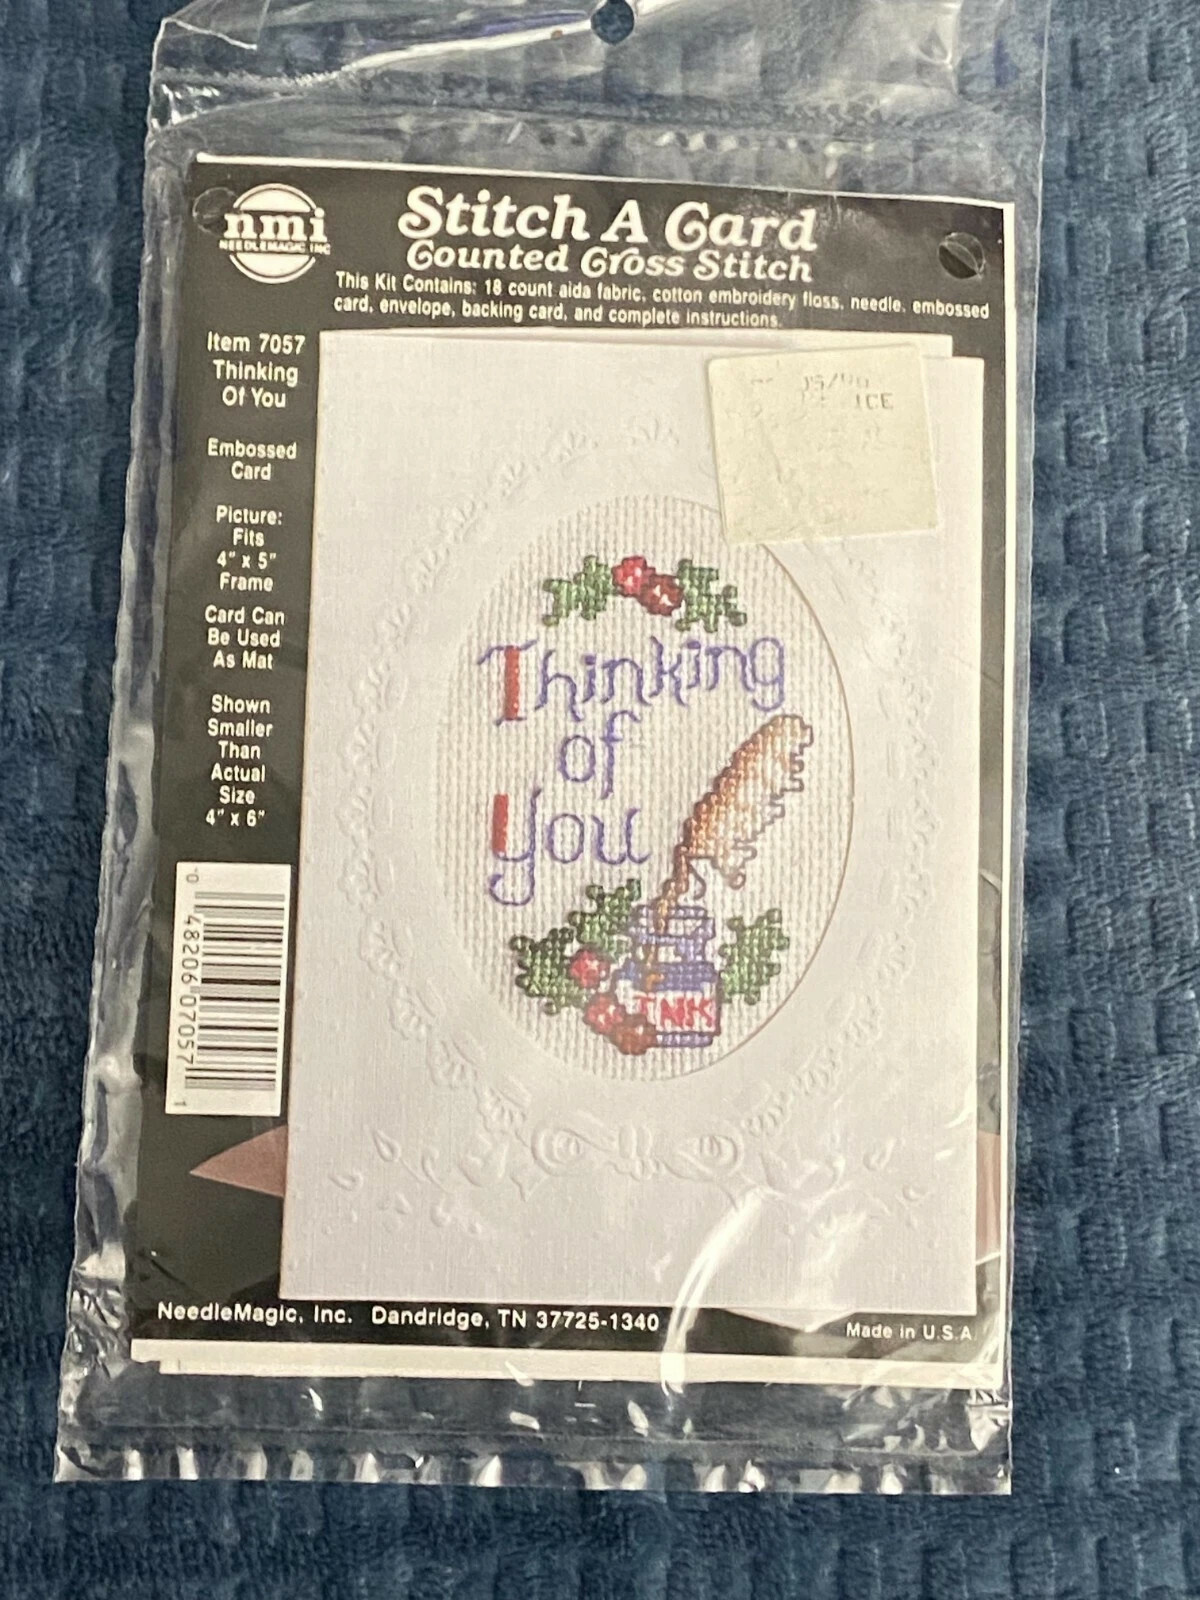 nmi
NEEDLEMAGIC INC
Stitch A Card
Counted Cross Stitch
This Kit Contains: 18 count aida fabric, cotton embroidery floss, needle, embossed
card, envelope, backing card, and complete instructions.
Item 7057
Thinking
Of You
Embossed
Card
Picture:
Fits
4" x 5"
Frame
Card Can
Be Used
As Mat
Shown
Smaller
Than
Actual
Size
4" x 6"
ICE
Thinking
of
You
INK
0 48206 07057 1
NeedleMagic, Inc. Dandridge, TN 37725-1340
Made in U.S.A.